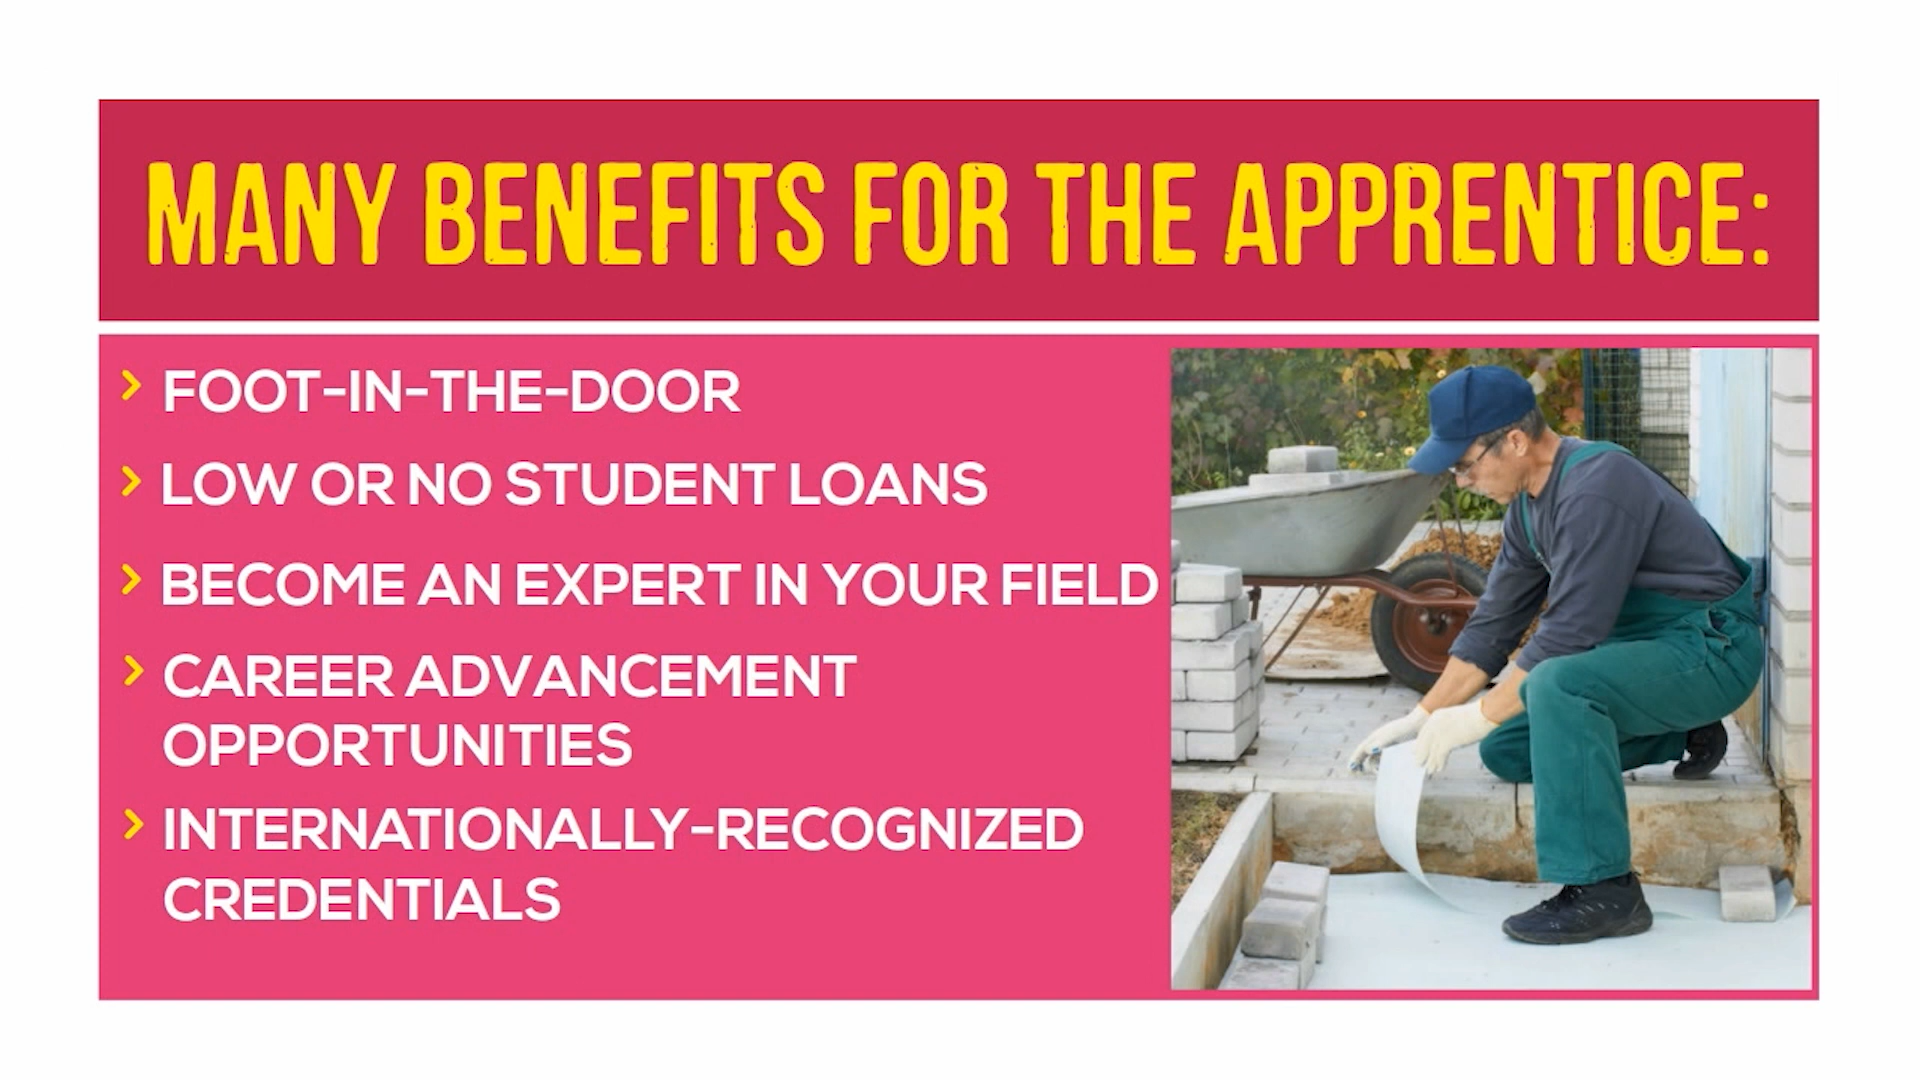 MANY BENEFITS FOR THE APPRENTICE:
FOOT-IN-THE-DOOR
LOW OR NO STUDENT LOANS
BECOME AN EXPERT IN YOUR FIELD
CAREER ADVANCEMENT
OPPORTUNITIES
INTERNATIONALLY-RECOGNIZED
CREDENTIALS